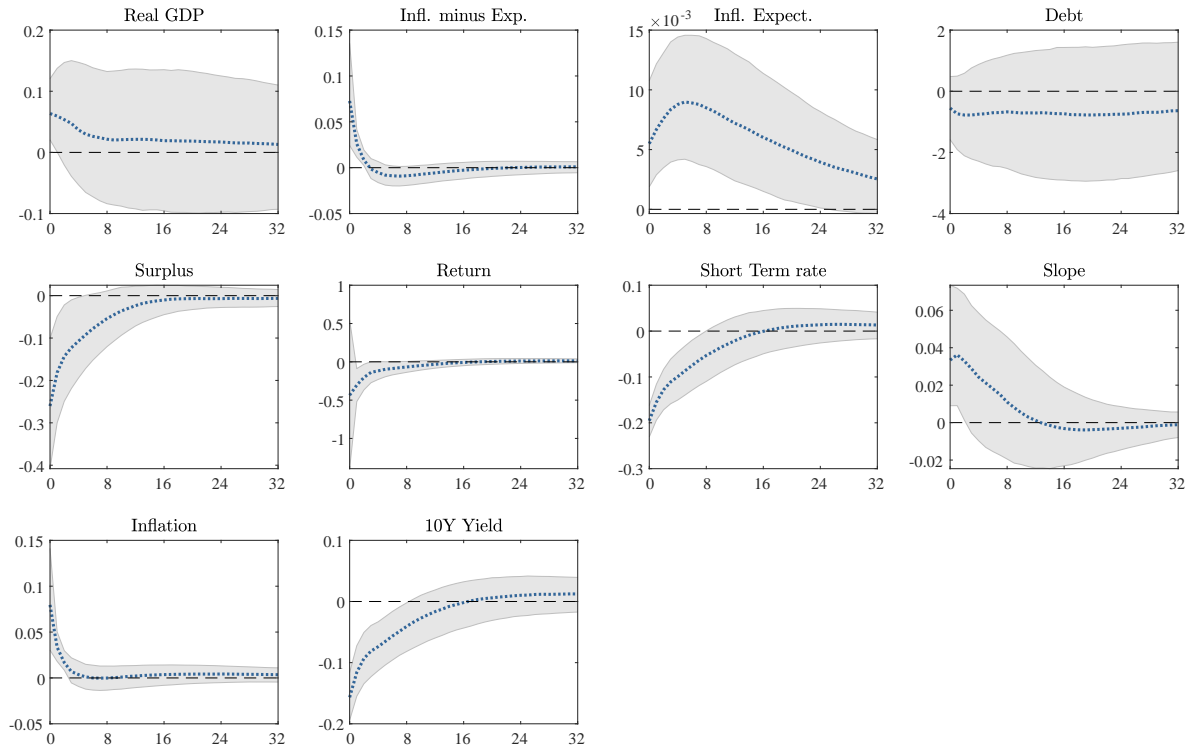 Real GDP
0.2
0.1
0
-0.1
0 8 16 24 32
Infl. minus Exp.
0.15
0.1
0.05
0
-0.05
0 8 16 24 32
×10-3 Infl. Expect.
15
10
5
0
0 8 16 24 32
Debt
2
0
-2
-4
0 8 16 24 32
Surplus
0
-0.1
-0.2
-0.3
-0.4
0 8 16 24 32
Return
1
0.5
0
-0.5
-1
0 8 16 24 32
Short Term rate
0.1
0
-0.1
-0.2
-0.3
0 8 16 24 32
Slope
0.06
0.04
0.02
0
-0.02
0 8 16 24 32
Inflation
0.15
0.1
0.05
0
-0.05
0 8 16 24 32
10Y Yield
0.1
0
-0.1
-0.2
0 8 16 24 32